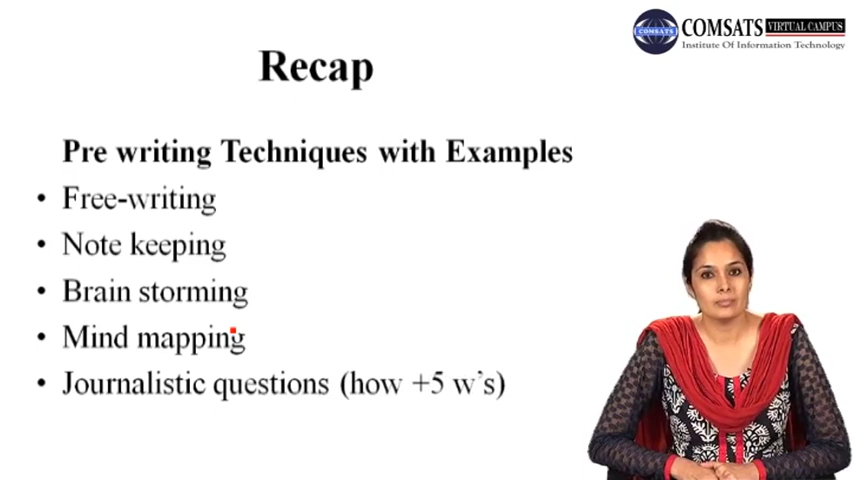 COMSATS VIRTUAL CAMPUS
COMSATS
Institute Of Information Technology
Recap
Pre writing Techniques with Examples
• Free-writing
• Note keeping
• Brain storming
• Mind mapping
• Journalistic questions (how +5 w's)